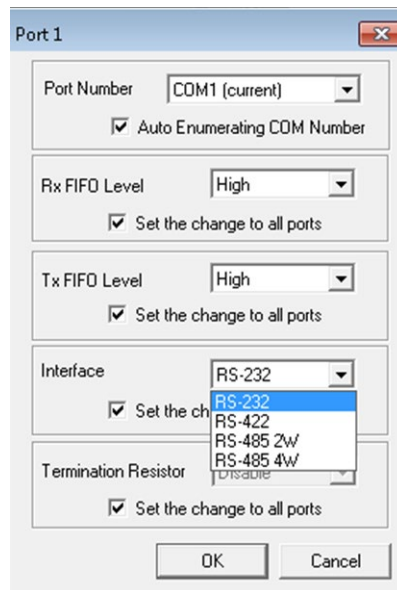 Port 1
Port Number COM1 (current)
Auto Enumerating COM Number
Rx FIFO Level High
Set the change to all ports
Tx FIFO Level High
Set the change to all ports
Interface RS-232
Set the ch
RS-232
RS-422
RS-485 2W
RS-485 4W
Termination Resistor Disable
Set the change to all ports
OK Cancel